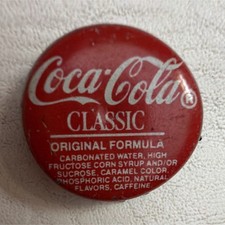 Coca-Cola®
CLASSIC
ORIGINAL FORMULA
CARBONATED WATER, HIGH
FRUCTOSE CORN SYRUP AND/OR
SUCROSE, CARAMEL COLOR,
PHOSPHORIC ACID, NATURAL
FLAVORS, CAFFEINE